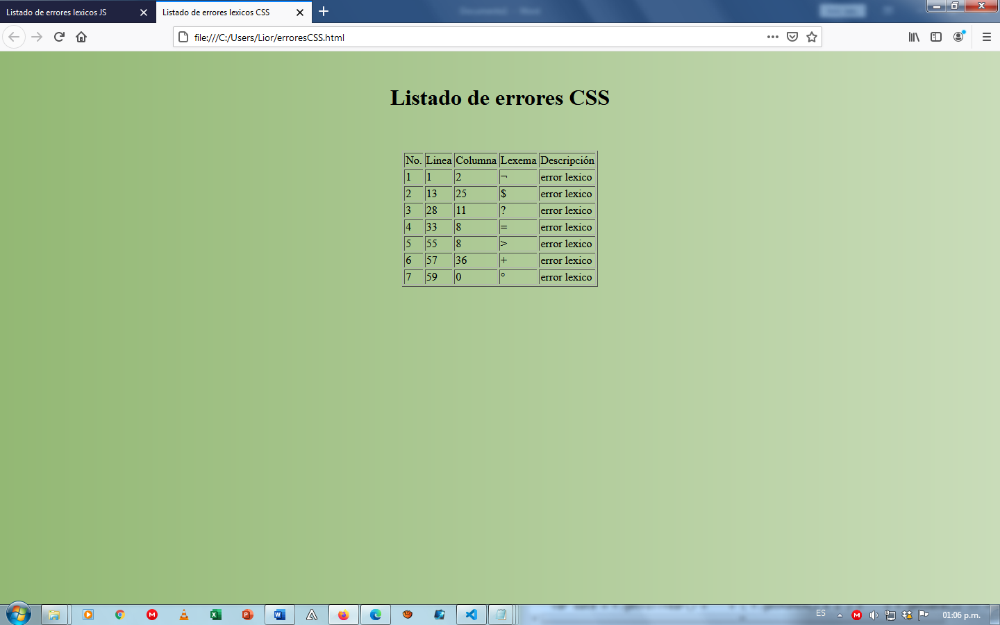 Listado de errores lexicos JS
Listado de errores lexicos CSS
file:///C:/Users/Lior/erroresCSS.html
Listado de errores CSS
No. Linea Columna Lexema Descripción
1 1 2 ¬ error lexico
2 13 25 $ error lexico
3 28 11 ? error lexico
4 33 8 = error lexico
5 55 8 > error lexico
6 57 36 + error lexico
7 59 0 ° error lexico
ES
01:06 p.m.